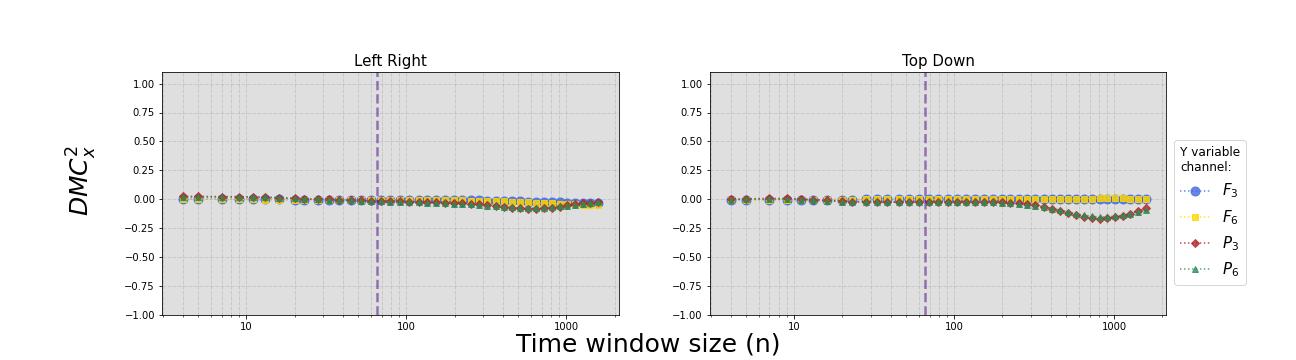 Left Right
Top Down
DMC²ₓ
1.00
0.75
0.50
0.25
0.00
−0.25
−0.50
−0.75
−1.00
10
100
1000
1.00
0.75
0.50
0.25
0.00
−0.25
−0.50
−0.75
−1.00
10
100
1000
Y variable
channel:
F₃
F₆
P₃
P₆
Time window size (n)